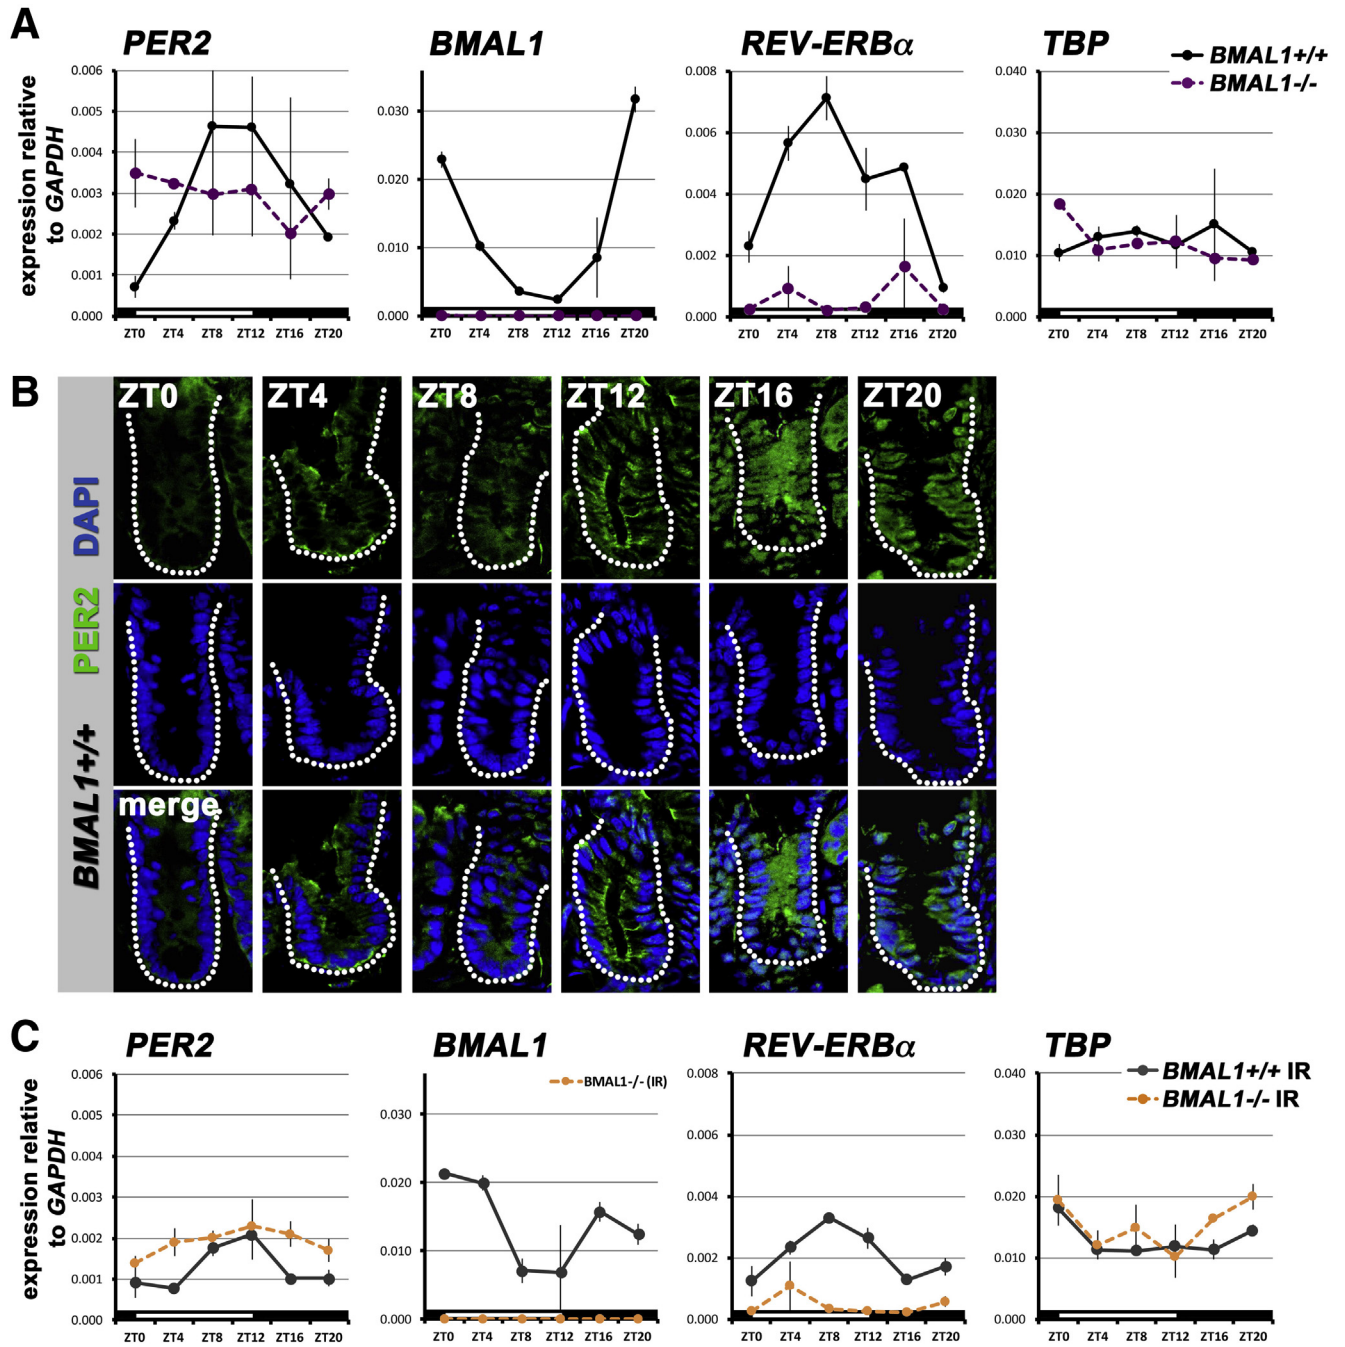 A
PER2
BMAL1
REV-ERBα
TBP
BMAL1+/+
BMAL1-/-
expression relative
to GAPDH
0.006
0.005
0.004
0.003
0.002
0.001
0.000
ZT0 ZT4 ZT8 ZT12 ZT16 ZT20
0.030
0.020
0.010
0.000
ZT0 ZT4 ZT8 ZT12 ZT16 ZT20
0.008
0.006
0.004
0.002
0.000
ZT0 ZT4 ZT8 ZT12 ZT16 ZT20
0.040
0.030
0.020
0.010
0.000
ZT0 ZT4 ZT8 ZT12 ZT16 ZT20
B
BMAL1+/+ PER2 DAPI
ZT0 ZT4 ZT8 ZT12 ZT16 ZT20
merge
C
PER2
BMAL1
REV-ERBα
TBP
BMAL1-/- (IR)
BMAL1+/+ IR
BMAL1-/- IR
expression relative
to GAPDH
0.006
0.005
0.004
0.003
0.002
0.001
0.000
ZT0 ZT4 ZT8 ZT12 ZT16 ZT20
0.030
0.020
0.010
0.000
ZT0 ZT4 ZT8 ZT12 ZT16 ZT20
0.008
0.006
0.004
0.002
0.000
ZT0 ZT4 ZT8 ZT12 ZT16 ZT20
0.040
0.030
0.020
0.010
0.000
ZT0 ZT4 ZT8 ZT12 ZT16 ZT20